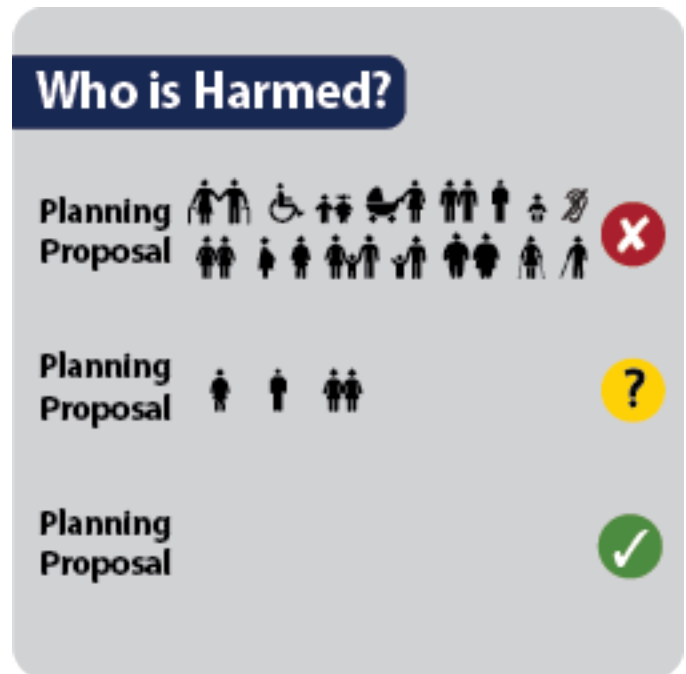 Who is Harmed?
Planning
Proposal
Planning
Proposal
?
Planning
Proposal